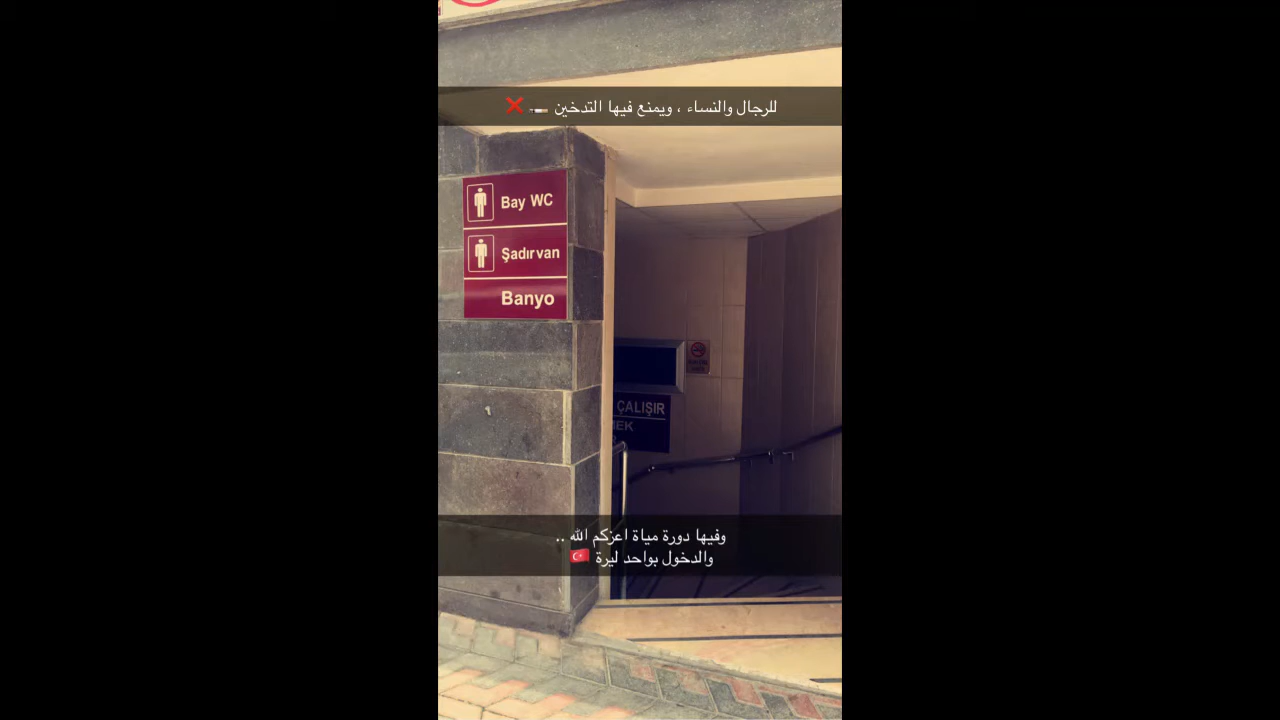 للرجال والنساء ، ويمنع فيها التدخين 🚬 ❌
Bay WC
Şadırvan
Banyo
ÇALIŞIR
وفيها دورة مياة اعزكم الله ..
والدخول بواحد ليرة 🇹🇷